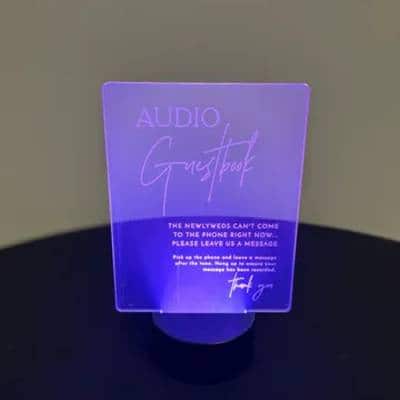 AUDIO
Guestbook
THE NEWLYWEDS CAN'T COME
TO THE PHONE RIGHT NOW...
PLEASE LEAVE US A MESSAGE
Pick up the phone and leave a message
after the tone. Hang up to ensure your
message has been recorded.
thank you